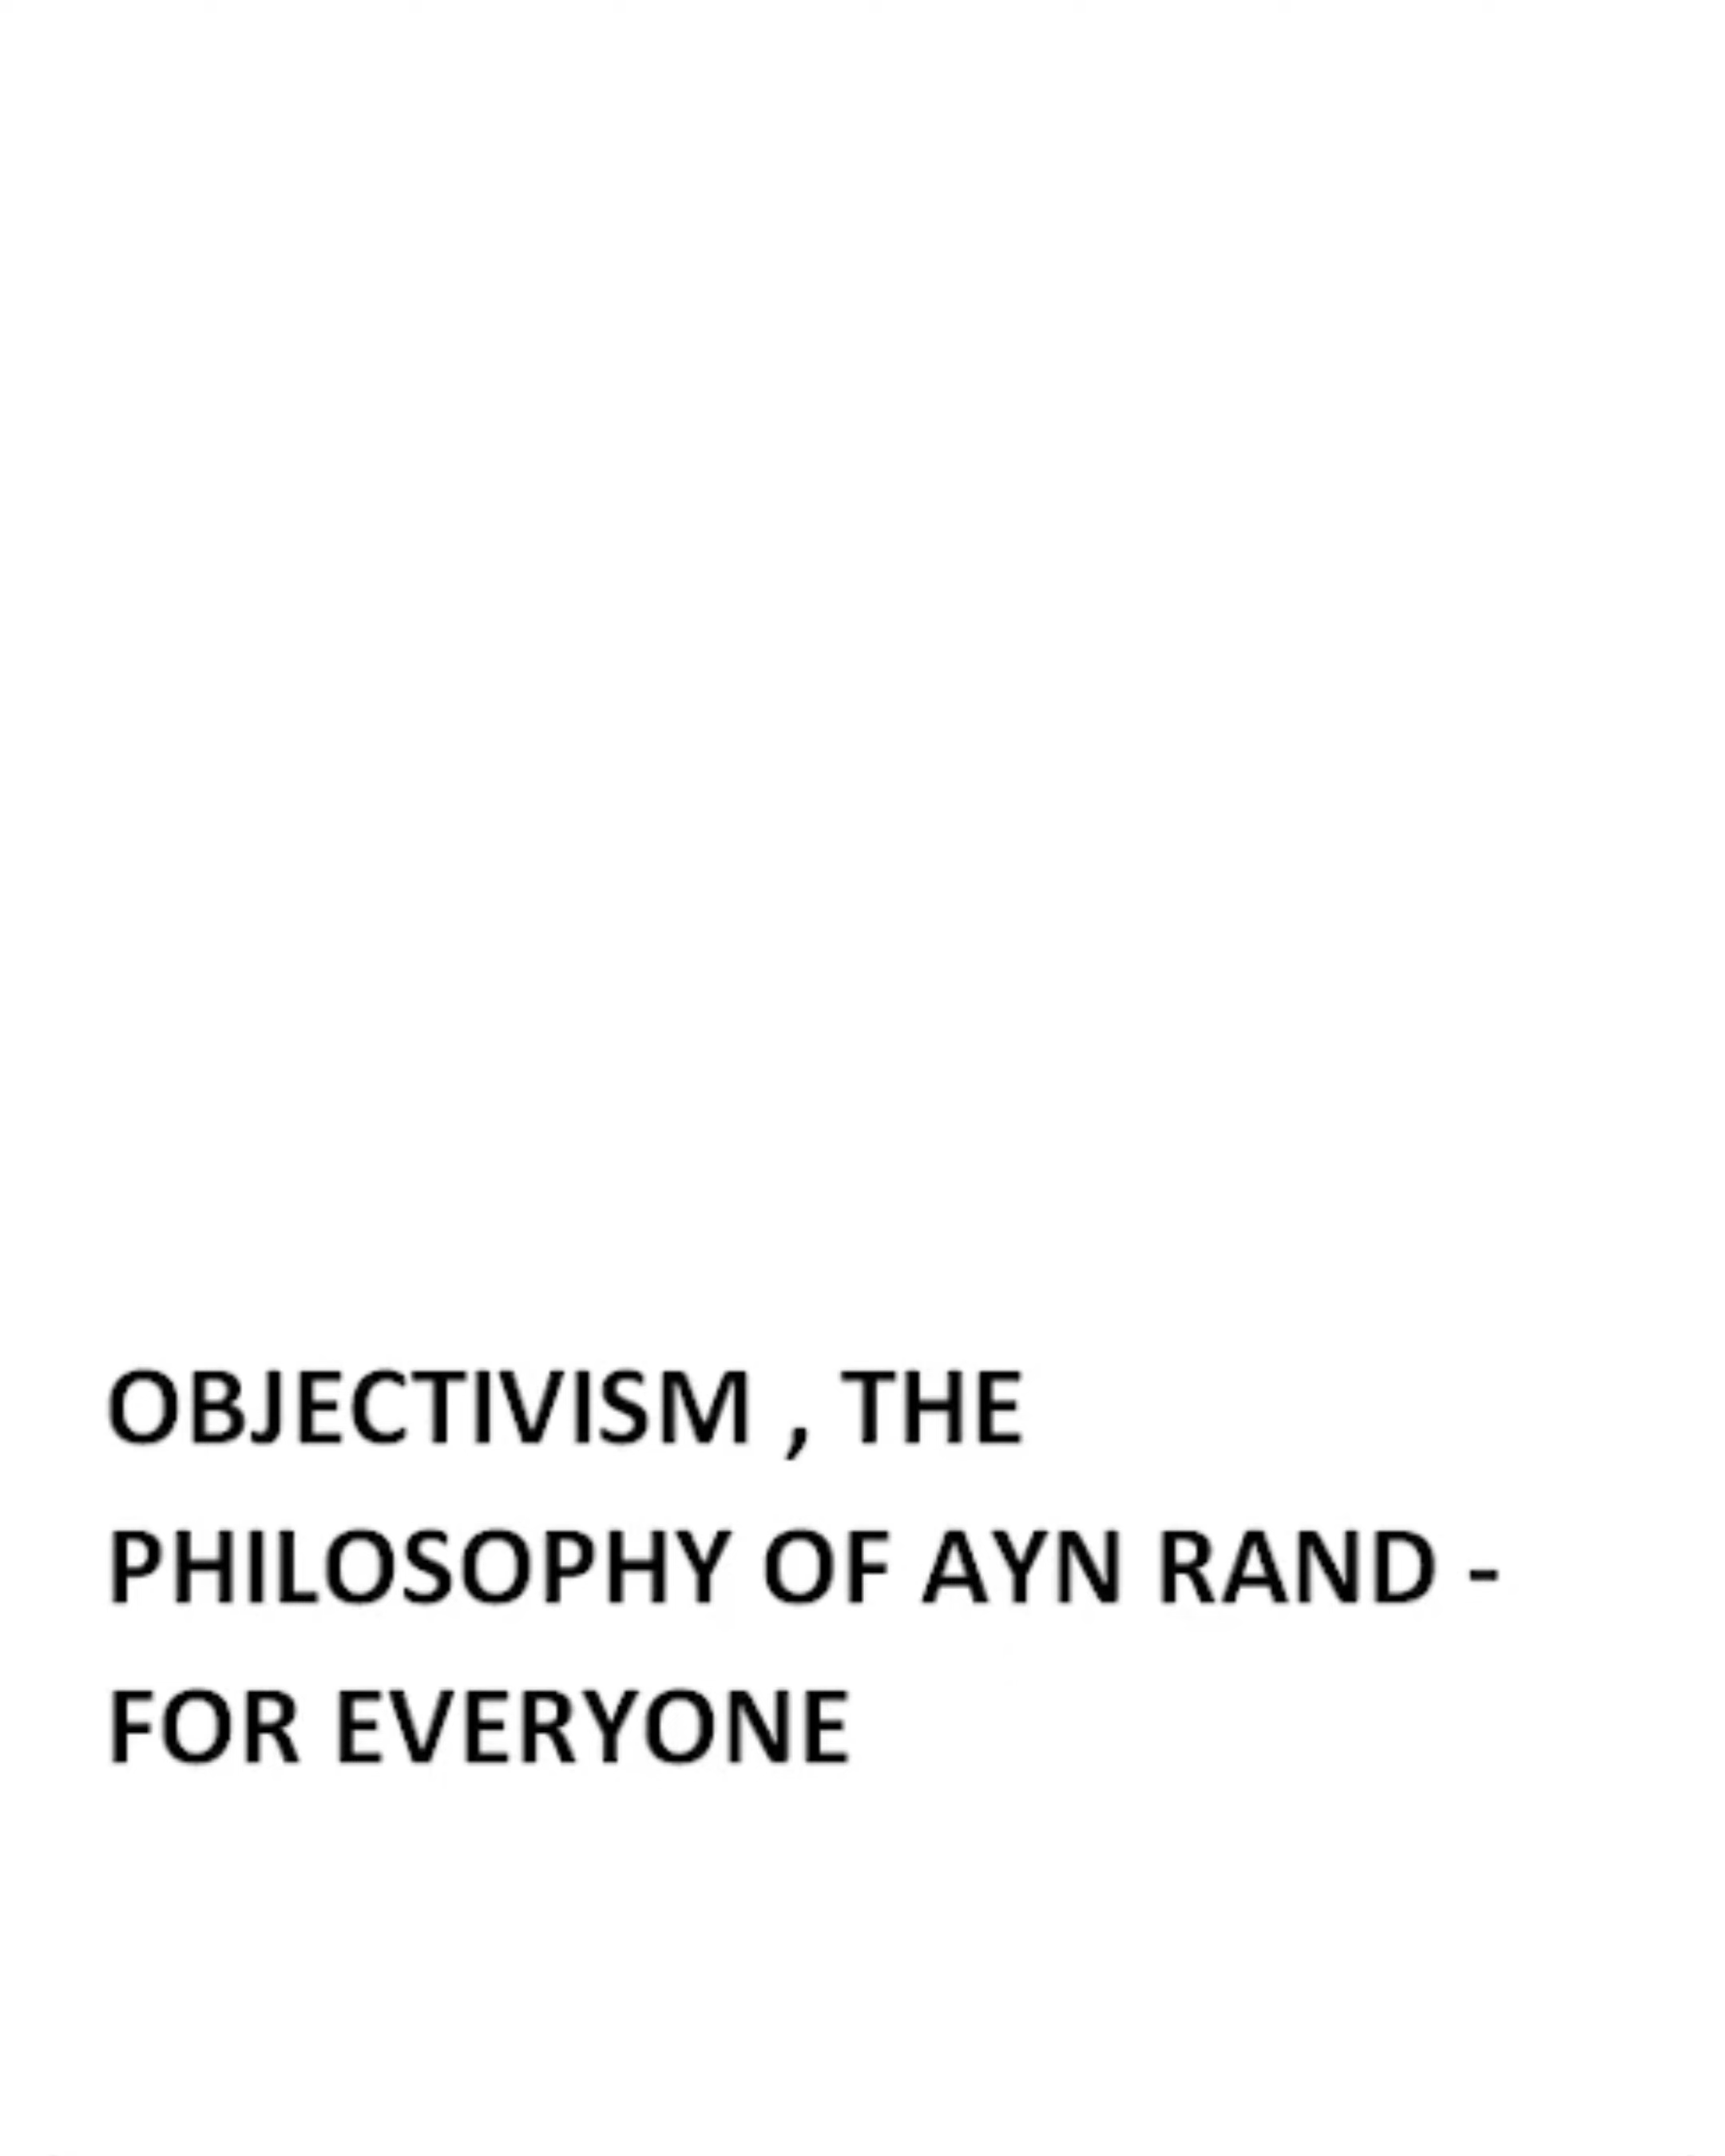 OBJECTIVISM , THE
PHILOSOPHY OF AYN RAND -
FOR EVERYONE